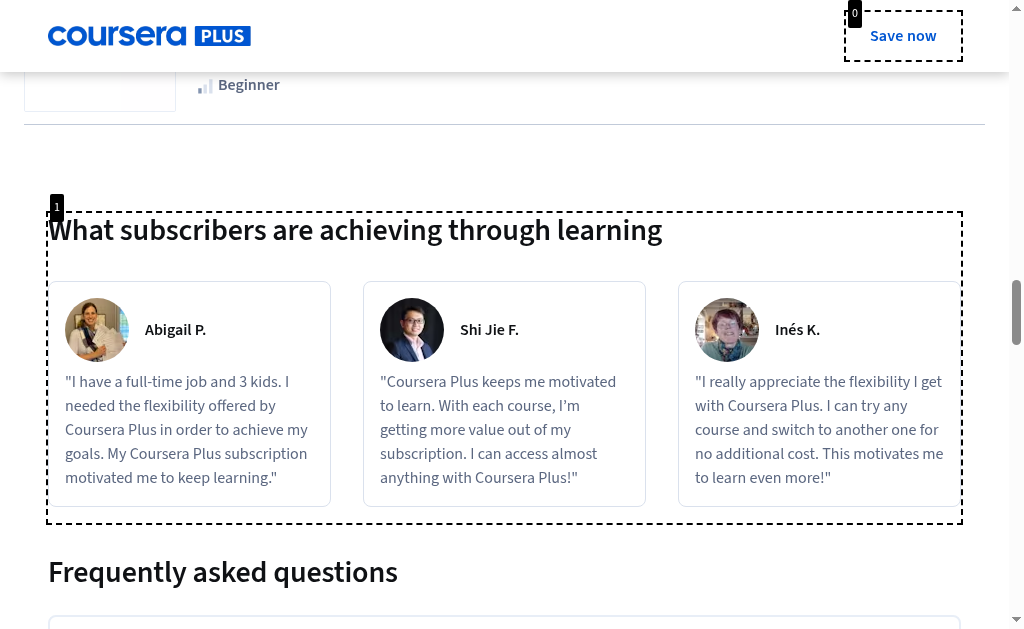 coursera PLUS
0
Save now
Beginner
1
What subscribers are achieving through learning
Abigail P.
"I have a full-time job and 3 kids. I
needed the flexibility offered by
Coursera Plus in order to achieve my
goals. My Coursera Plus subscription
motivated me to keep learning."
Shi Jie F.
"Coursera Plus keeps me motivated
to learn. With each course, I’m
getting more value out of my
subscription. I can access almost
anything with Coursera Plus!"
Inés K.
"I really appreciate the flexibility I get
with Coursera Plus. I can try any
course and switch to another one for
no additional cost. This motivates me
to learn even more!"
Frequently asked questions